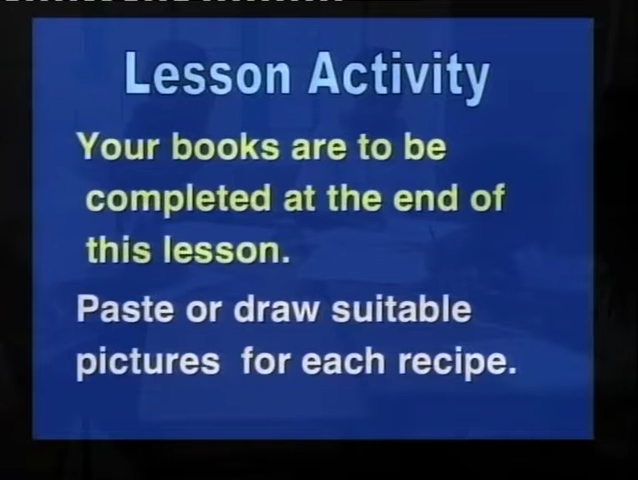 Lesson Activity
Your books are to be
completed at the end of
this lesson.
Paste or draw suitable
pictures for each recipe.